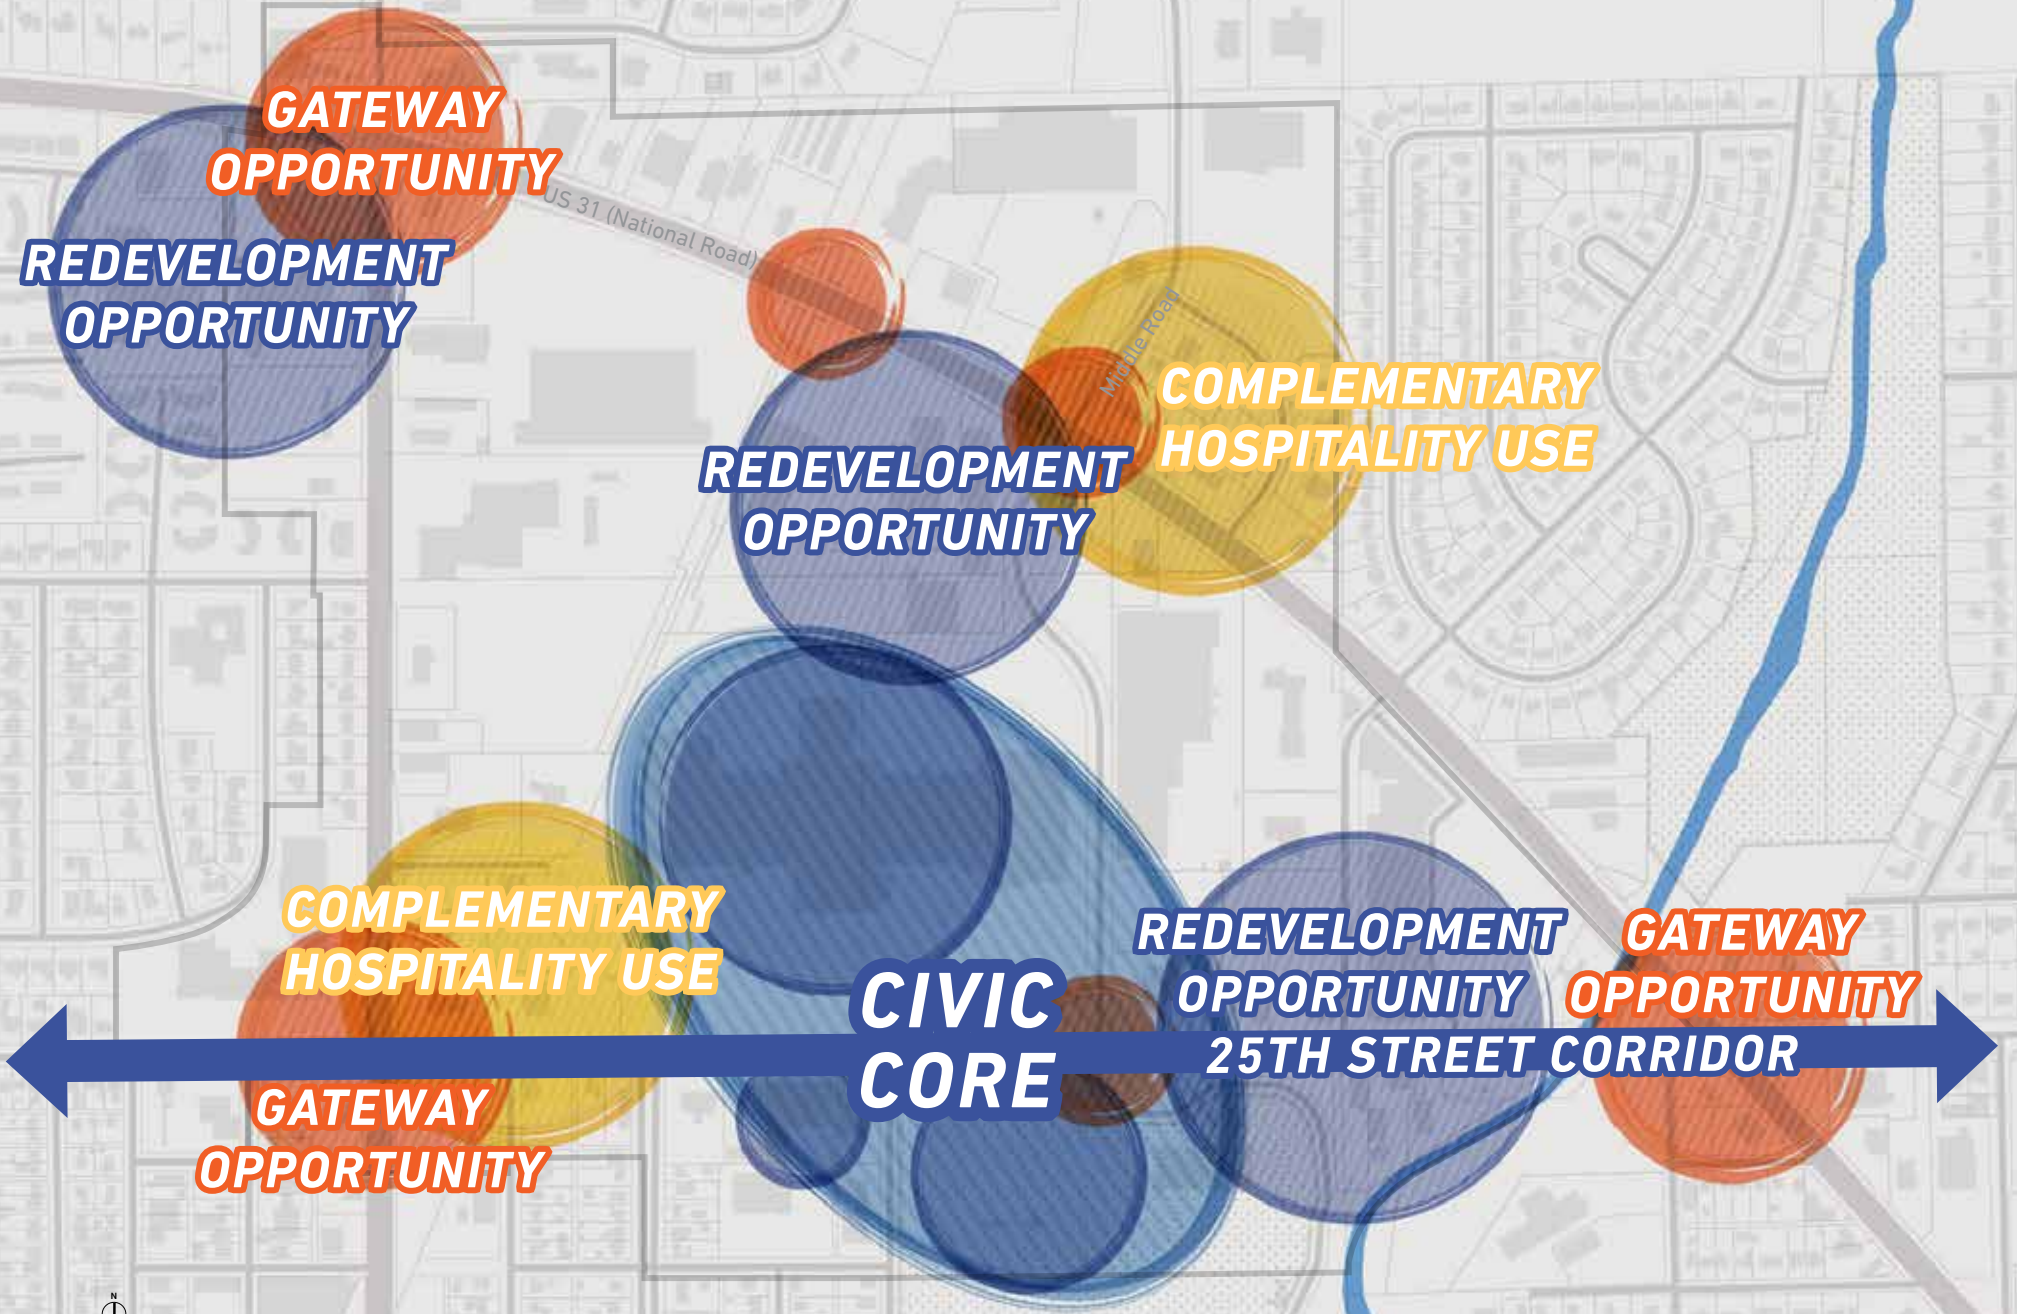 GATEWAY
OPPORTUNITY
US 31 (National Road)
REDEVELOPMENT
OPPORTUNITY
Middle Road
COMPLEMENTARY
HOSPITALITY USE
REDEVELOPMENT
OPPORTUNITY
COMPLEMENTARY
HOSPITALITY USE
REDEVELOPMENT
OPPORTUNITY
GATEWAY
OPPORTUNITY
CIVIC
CORE
25TH STREET CORRIDOR
GATEWAY
OPPORTUNITY
N